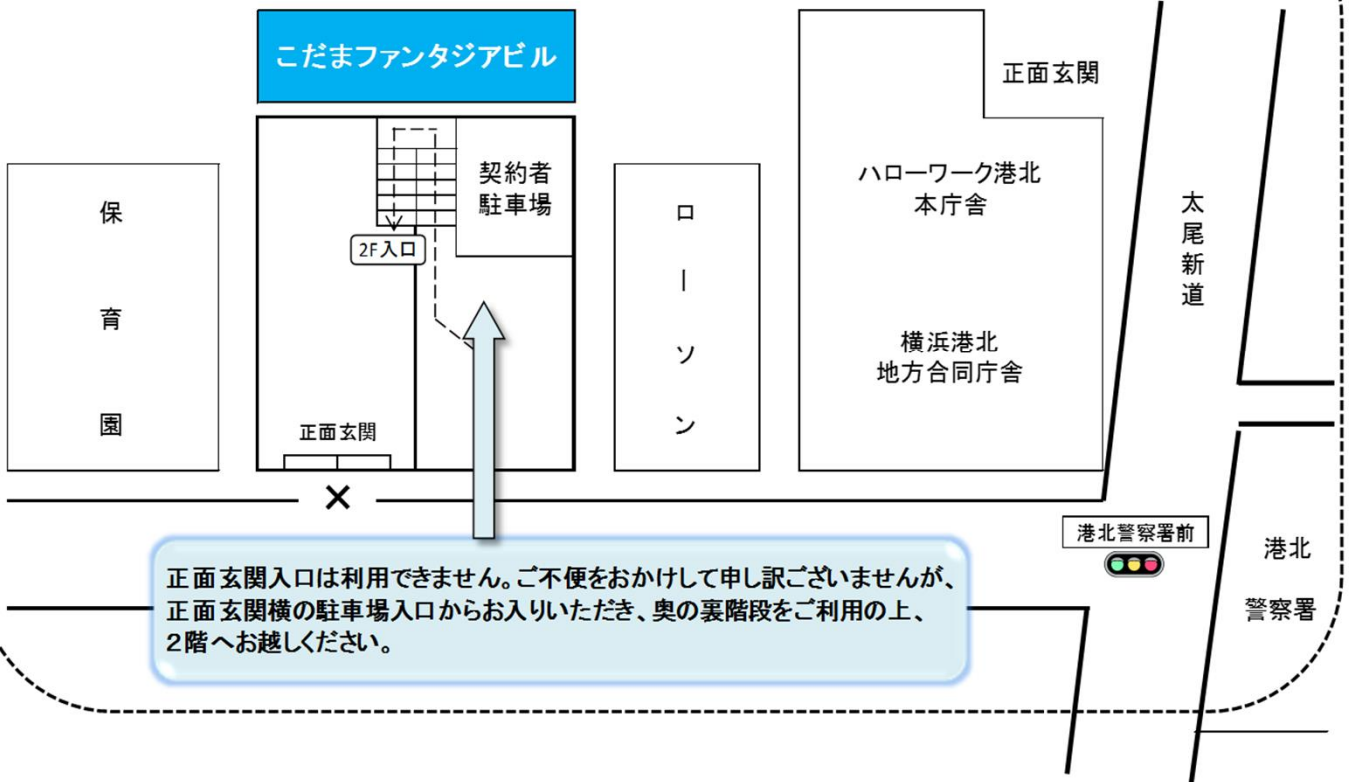 こだまファンタジアビル
正面玄関
契約者
駐車場
2F入口
正面玄関
保育園
ローソン
ハローワーク港北
本庁舎
横浜港北
地方合同庁舎
太尾新道
港北警察署前
港北
警察署
正面玄関入口は利用できません。ご不便をおかけして申し訳ございませんが、
正面玄関横の駐車場入口からお入りいただき、奥の裏階段をご利用の上、
２階へお越しください。